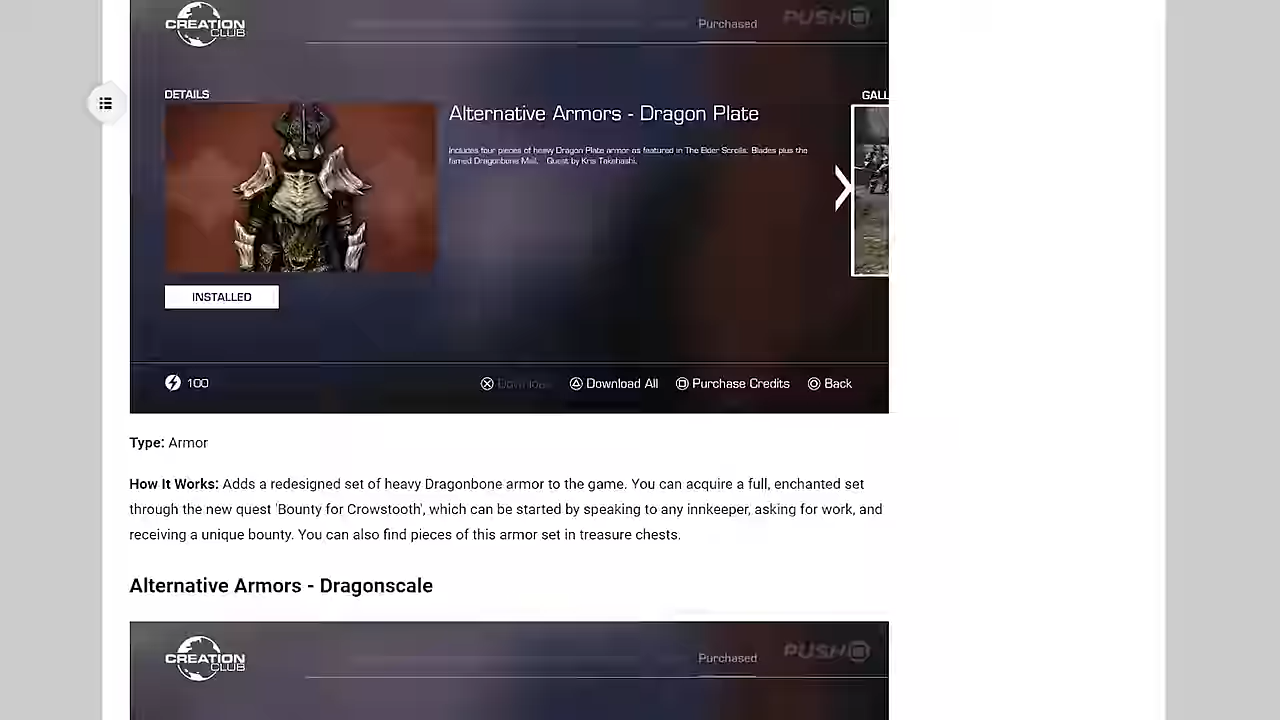 CREATION
CLUB
Purchased
PUSH
DETAILS
GALL
Alternative Armors - Dragon Plate
Includes four pieces of heavy Dragon Plate armor as featured in The Elder Scrolls: Blades plus the
famed Dragonbone Mail. Quest by Kris Takahashi.
INSTALLED
100
Download
Download All
Purchase Credits
Back
Type: Armor
How It Works: Adds a redesigned set of heavy Dragonbone armor to the game. You can acquire a full, enchanted set
through the new quest 'Bounty for Crowstooth', which can be started by speaking to any innkeeper, asking for work, and
receiving a unique bounty. You can also find pieces of this armor set in treasure chests.
Alternative Armors - Dragonscale
CREATION
CLUB
Purchased
PUSH